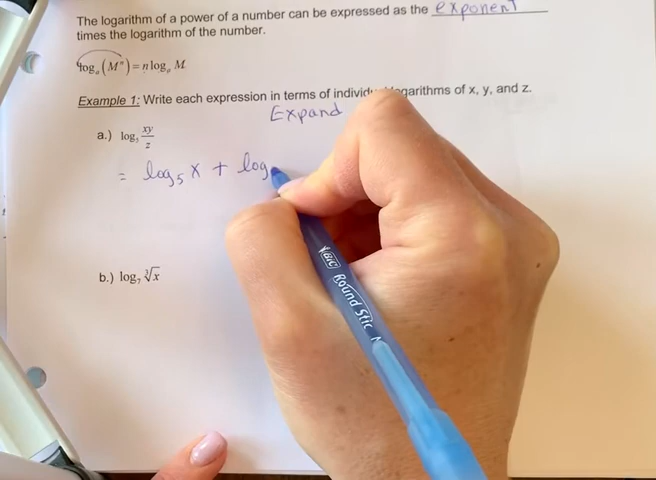 The logarithm of a power of a number can be expressed as the exponent
times the logarithm of the number.
logₐ(Mⁿ) = n logₐ M
Example 1: Write each expression in terms of individual logarithms of x, y, and z.
Expand
a.) log₅ xy/z
= log₅ x + log
b.) log₇ ∛x
BIC Round Stic M